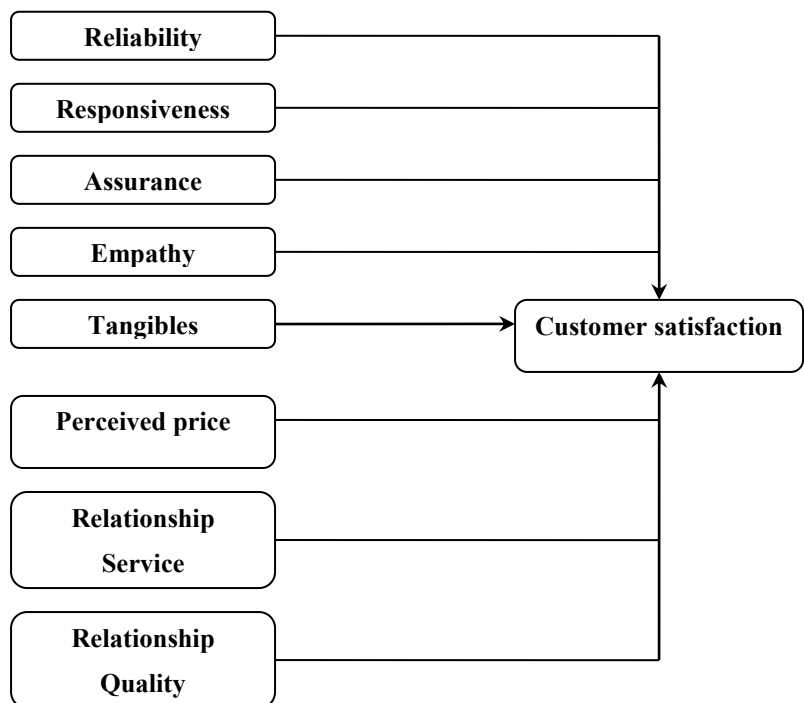 Reliability
Responsiveness
Assurance
Empathy
Tangibles
Customer satisfaction
Perceived price
Relationship
Service
Relationship
Quality